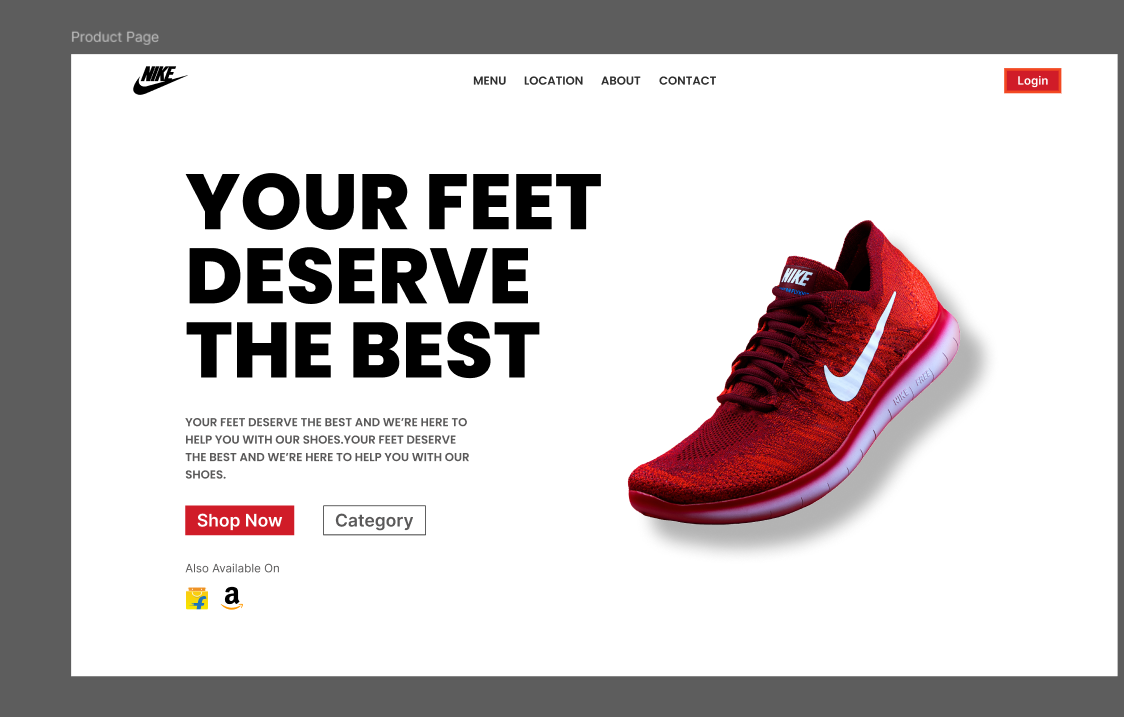 Product Page
NIKE
MENU LOCATION ABOUT CONTACT
Login
YOUR FEET
DESERVE
THE BEST
NIKE
NIKE FREE
YOUR FEET DESERVE THE BEST AND WE’RE HERE TO
HELP YOU WITH OUR SHOES.YOUR FEET DESERVE
THE BEST AND WE’RE HERE TO HELP YOU WITH OUR
SHOES.
Shop Now Category
Also Available On
f a